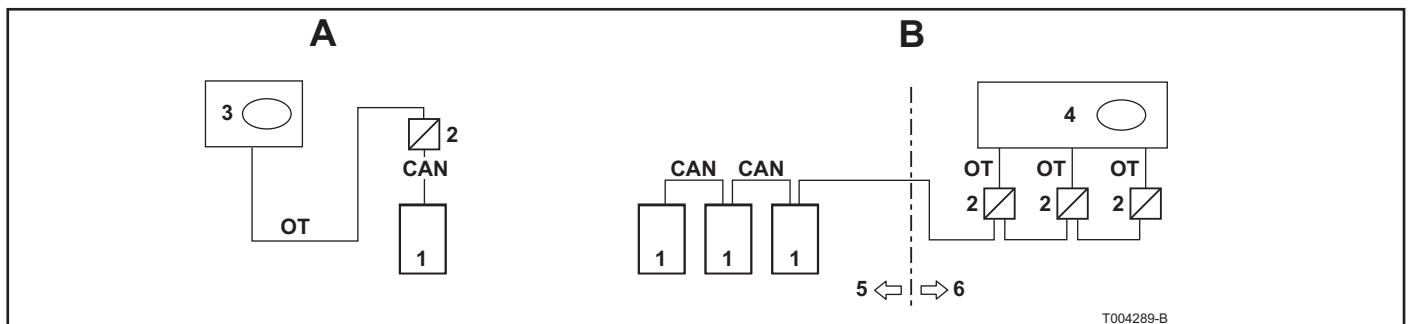 A B
3 4
2
CAN CAN CAN OT OT OT
2 2 2
OT
1 1 1 1
5 6
T004289-B